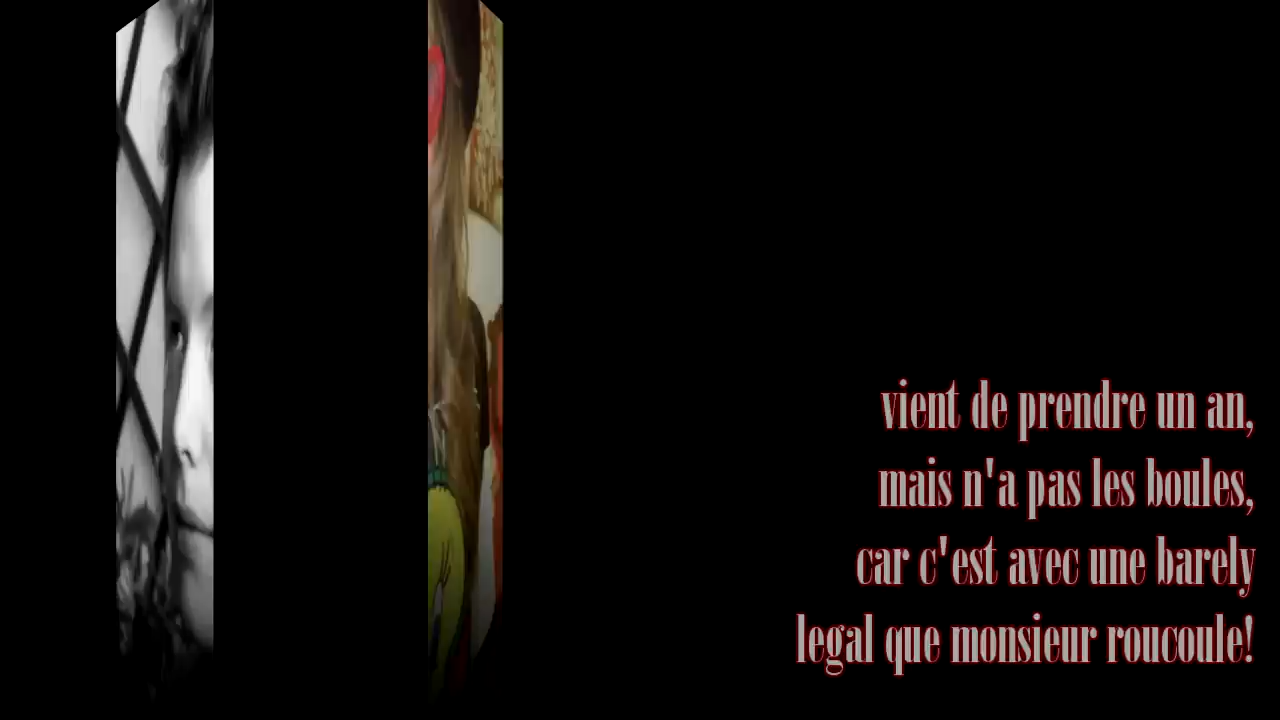 vient de prendre un an,
mais n'a pas les boules,
car c'est avec une barely
legal que monsieur roucoule!